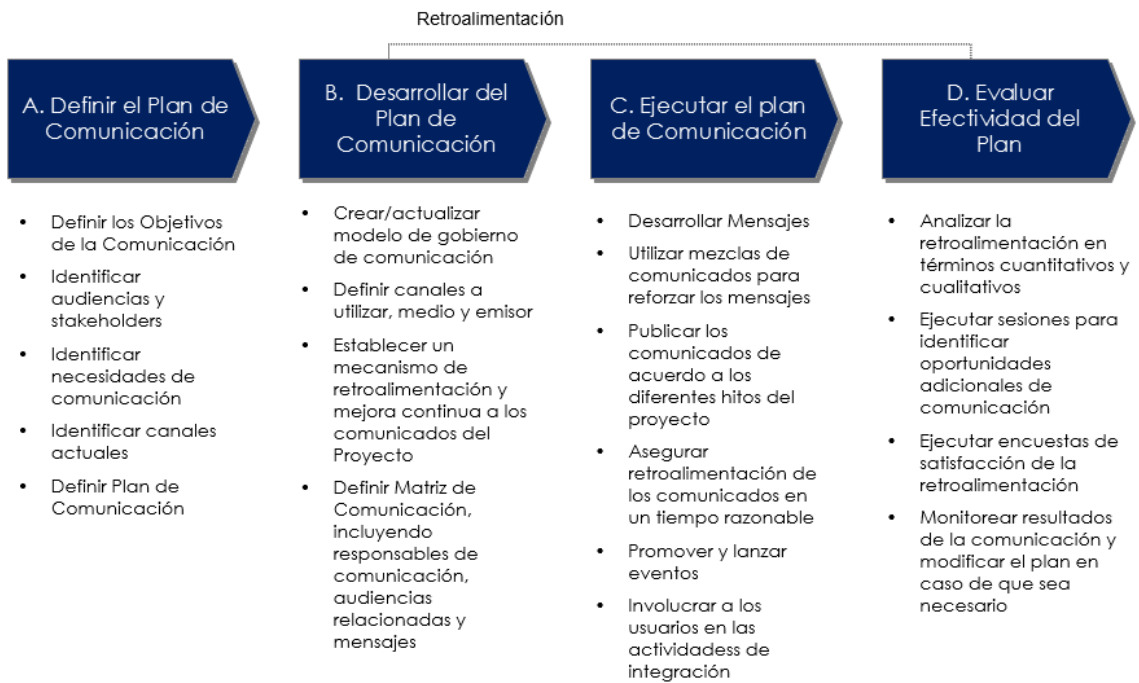 Retroalimentación
A. Definir el Plan de
Comunicación
B. Desarrollar del
Plan de
Comunicación
C. Ejecutar el plan
de Comunicación
D. Evaluar
Efectividad del
Plan
• Definir los Objetivos
de la Comunicación
• Identificar
audiencias y
stakeholders
• Identificar
necesidades de
comunicación
• Identificar canales
actuales
• Definir Plan de
Comunicación
• Crear/actualizar
modelo de gobierno
de comunicación
• Definir canales a
utilizar, medio y emisor
• Establecer un
mecanismo de
retroalimentación y
mejora continua a los
comunicados del
Proyecto
• Definir Matriz de
Comunicación,
incluyendo
responsables de
comunicación,
audiencias
relacionadas y
mensajes
• Desarrollar Mensajes
• Utilizar mezclas de
comunicados para
reforzar los mensajes
• Publicar los
comunicados de
acuerdo a los
diferentes hitos del
proyecto
• Asegurar
retroalimentación de
los comunicados en
un tiempo razonable
• Promover y lanzar
eventos
• Involucrar a los
usuarios en las
actividadess de
integración
• Analizar la
retroalimentación en
términos cuantitativos y
cualitativos
• Ejecutar sesiones para
identificar
oportunidades
adicionales de
comunicación
• Ejecutar encuestas de
satisfacción de la
retroalimentación
• Monitorear resultados
de la comunicación y
modificar el plan en
caso de que sea
necesario